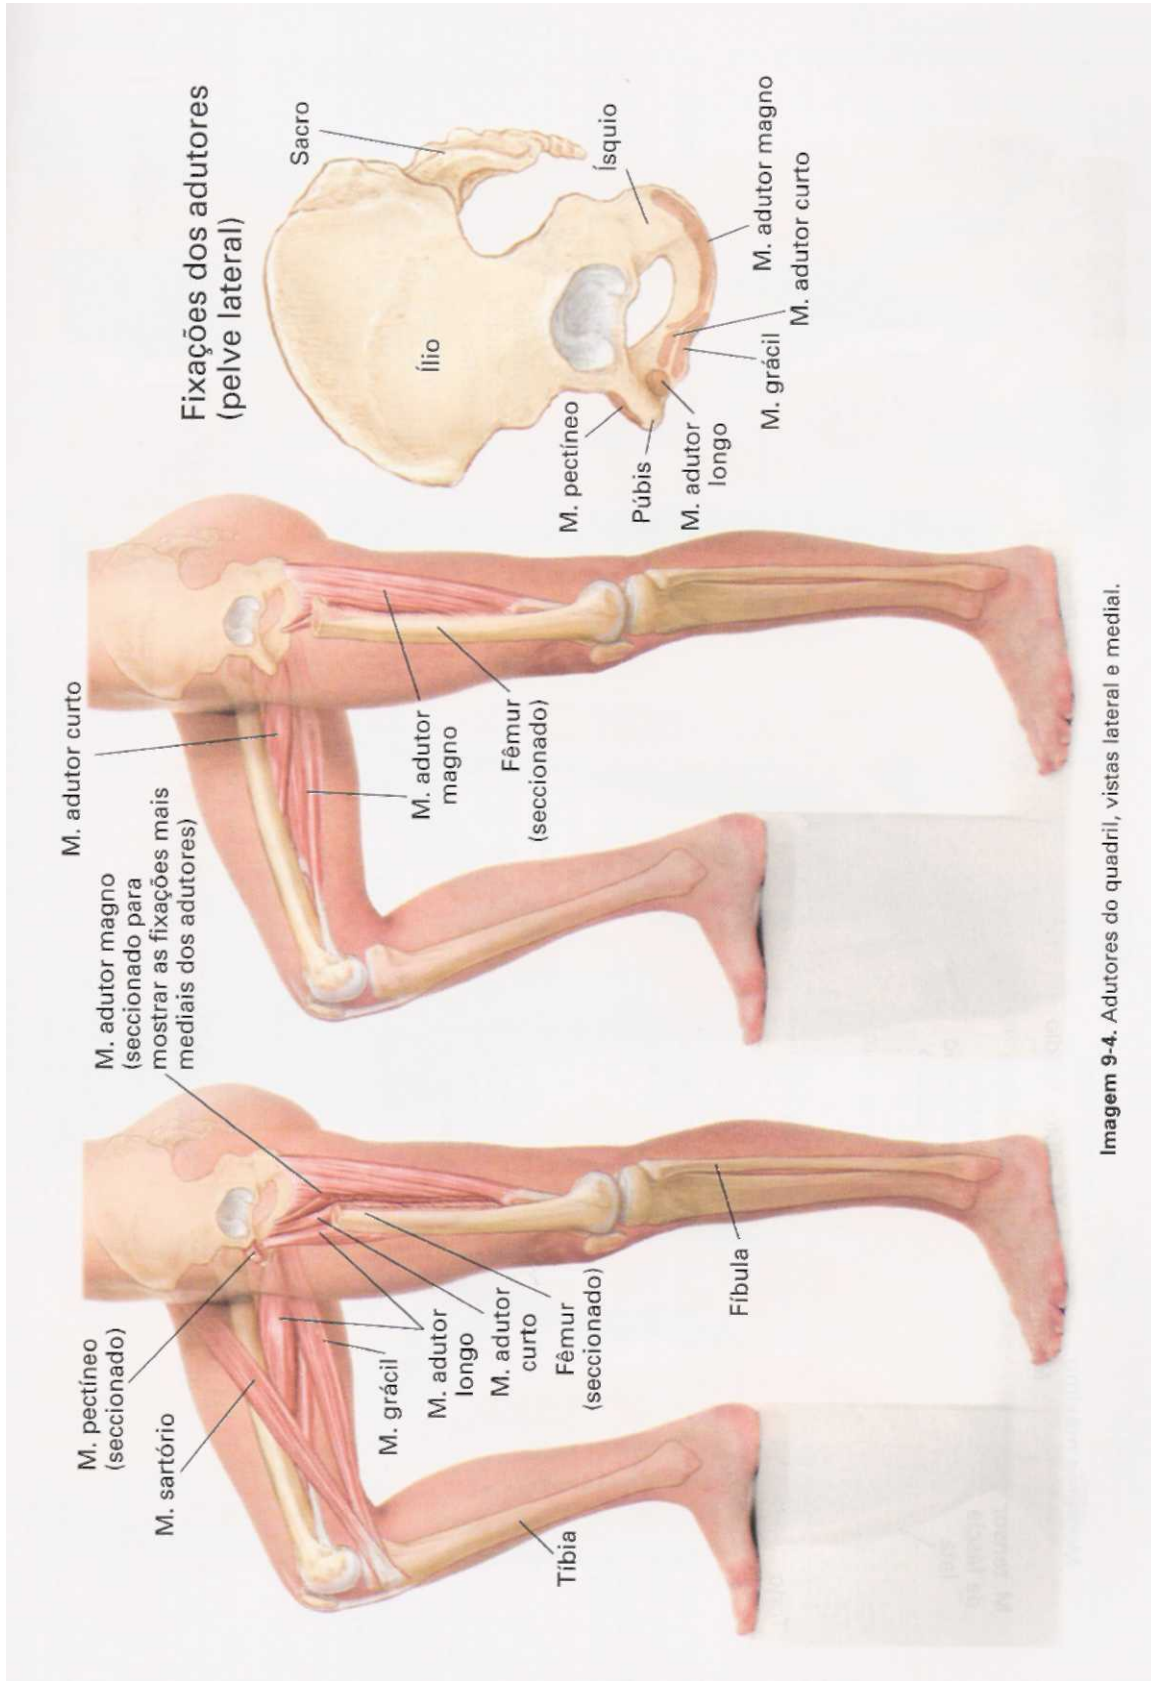 Fixações dos adutores
(pelve lateral)
Sacro
Ílio
Ísquio
M. pectíneo
Púbis
M. adutor
longo
M. grácil
M. adutor curto
M. adutor magno
M. adutor curto
M. adutor
magno
Fêmur
(seccionado)
M. adutor magno
(seccionado para
mostrar as fixações mais
mediais dos adutores)
M. pectíneo
(seccionado)
M. sartório
M. grácil
M. adutor
longo
M. adutor
curto
Fêmur
(seccionado)
Fíbula
Tíbia
Imagem 9-4. Adutores do quadril, vistas lateral e medial.